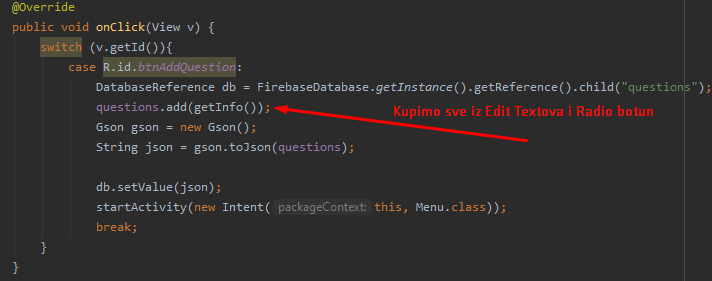 @Override
public void onClick(View v) {
switch (v.getId()){
case R.id.btnAddQuestion:
DatabaseReference db = FirebaseDatabase.getInstance().getReference().child("questions");
questions.add(getInfo());
Kupimo sve iz Edit Textova i Radio botun
Gson gson = new Gson();
String json = gson.toJson(questions);
db.setValue(json);
startActivity(new Intent( packageContext: this, Menu.class));
break;
}
}